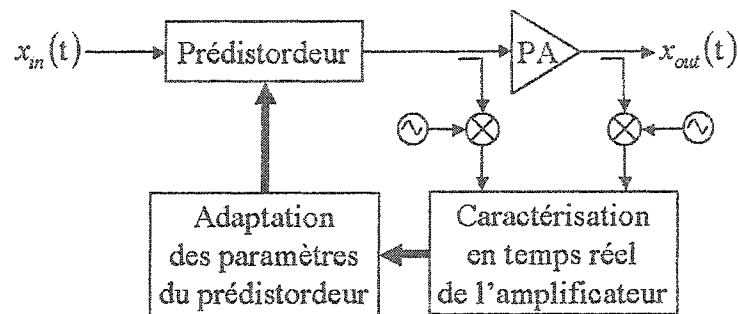 x_in(t)
Prédistordeur
PA
x_out(t)
Adaptation
des paramètres
du prédistordeur
Caractérisation
en temps réel
de l'amplificateur